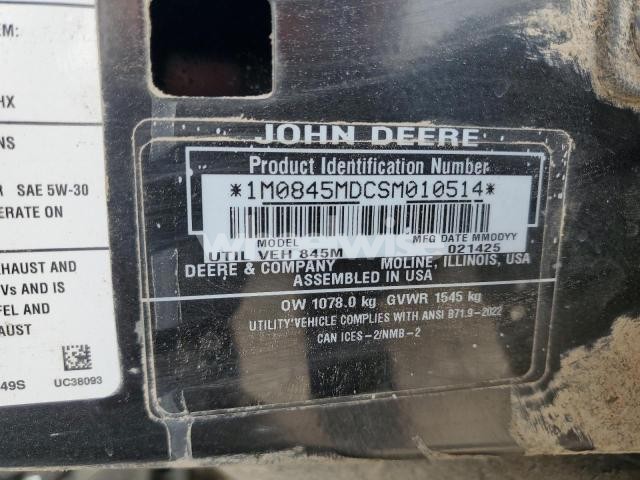 EM:
HX
NS
R SAE 5W-30
ERATE ON
EXHAUST AND
Vs AND IS
FEL AND
AUST
49S UC38093
JOHN DEERE
Product Identification Number
*1M0845MDCSM010514*
MODEL MFG DATE MMDDYY
UTIL VEH 845M 021425
DEERE & COMPANY MOLINE, ILLINOIS, USA
ASSEMBLED IN USA
OW 1078.0 kg GVWR 1545 kg
UTILITY VEHICLE COMPLIES WITH ANSI B71.9-2022
CAN ICES-2/NMB-2